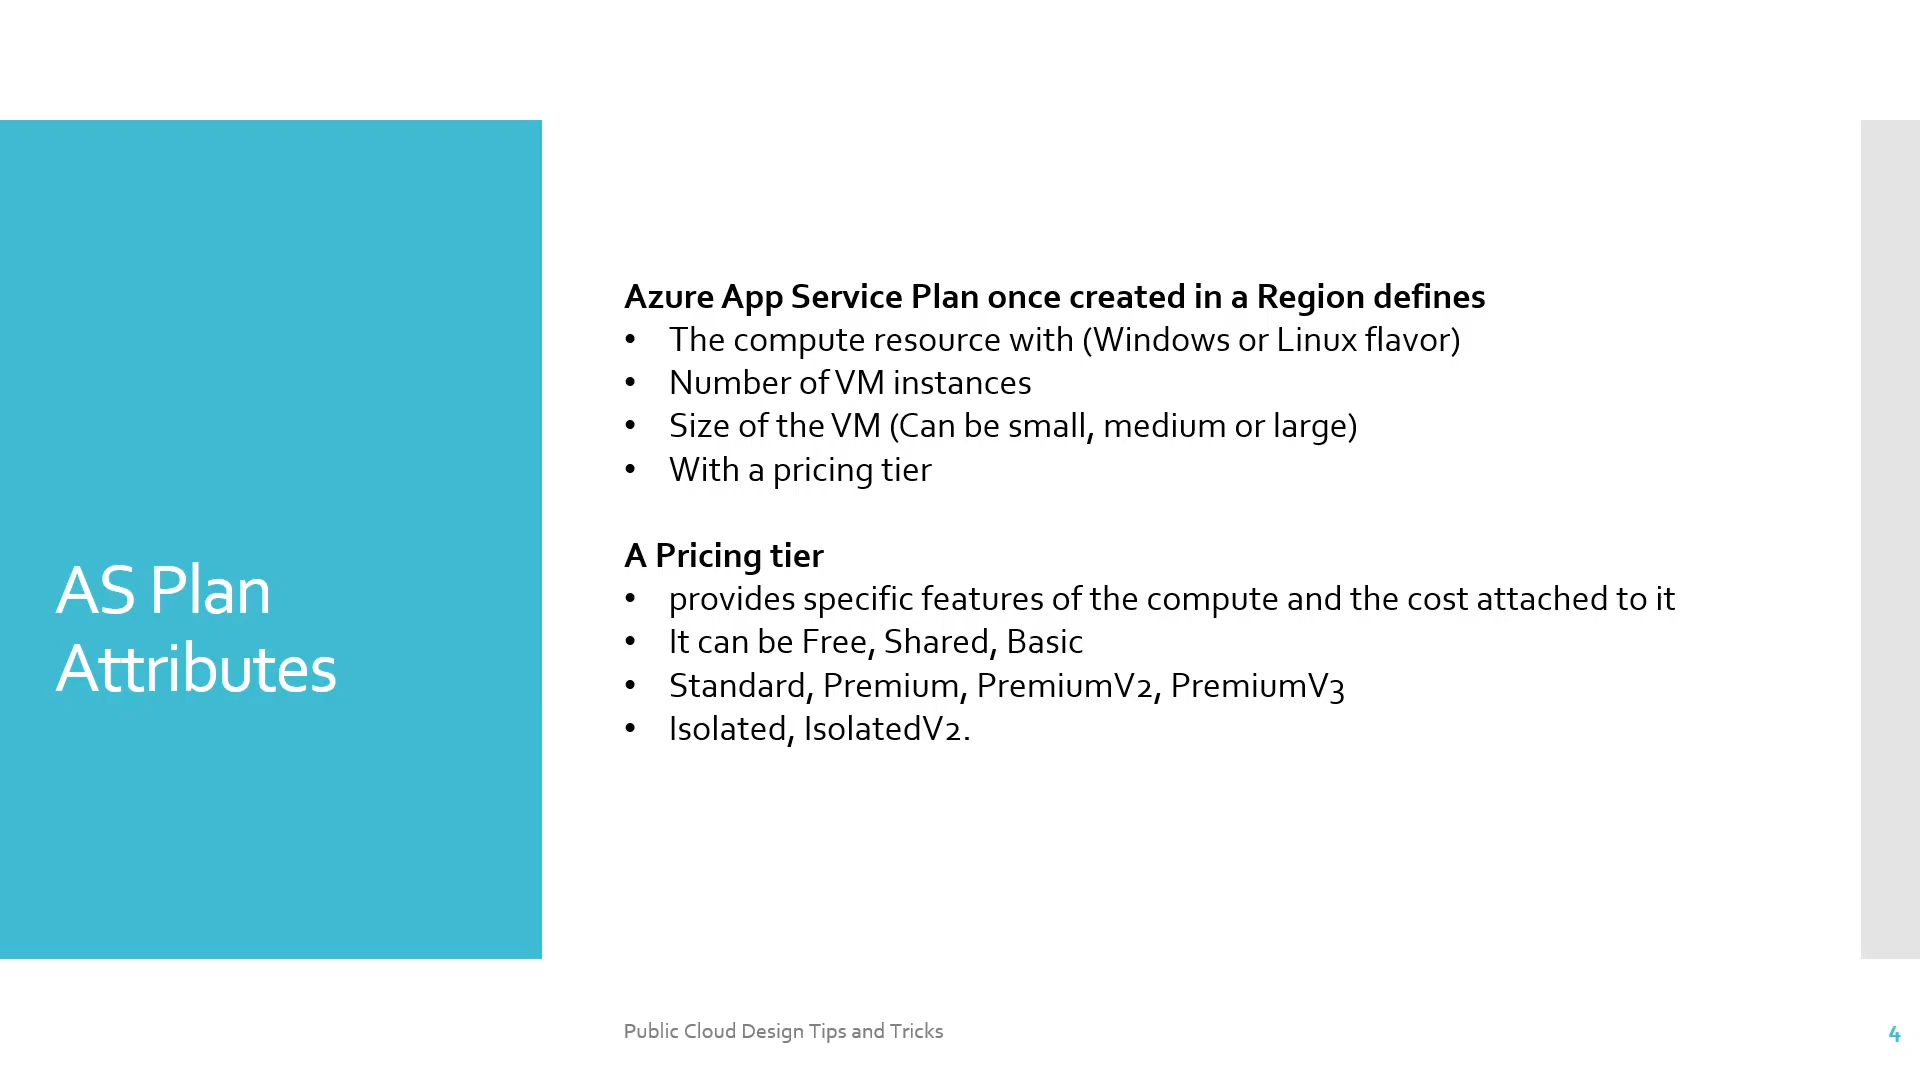 AS Plan
Attributes
Azure App Service Plan once created in a Region defines
• The compute resource with (Windows or Linux flavor)
• Number of VM instances
• Size of the VM (Can be small, medium or large)
• With a pricing tier
A Pricing tier
• provides specific features of the compute and the cost attached to it
• It can be Free, Shared, Basic
• Standard, Premium, PremiumV2, PremiumV3
• Isolated, IsolatedV2.
Public Cloud Design Tips and Tricks
4